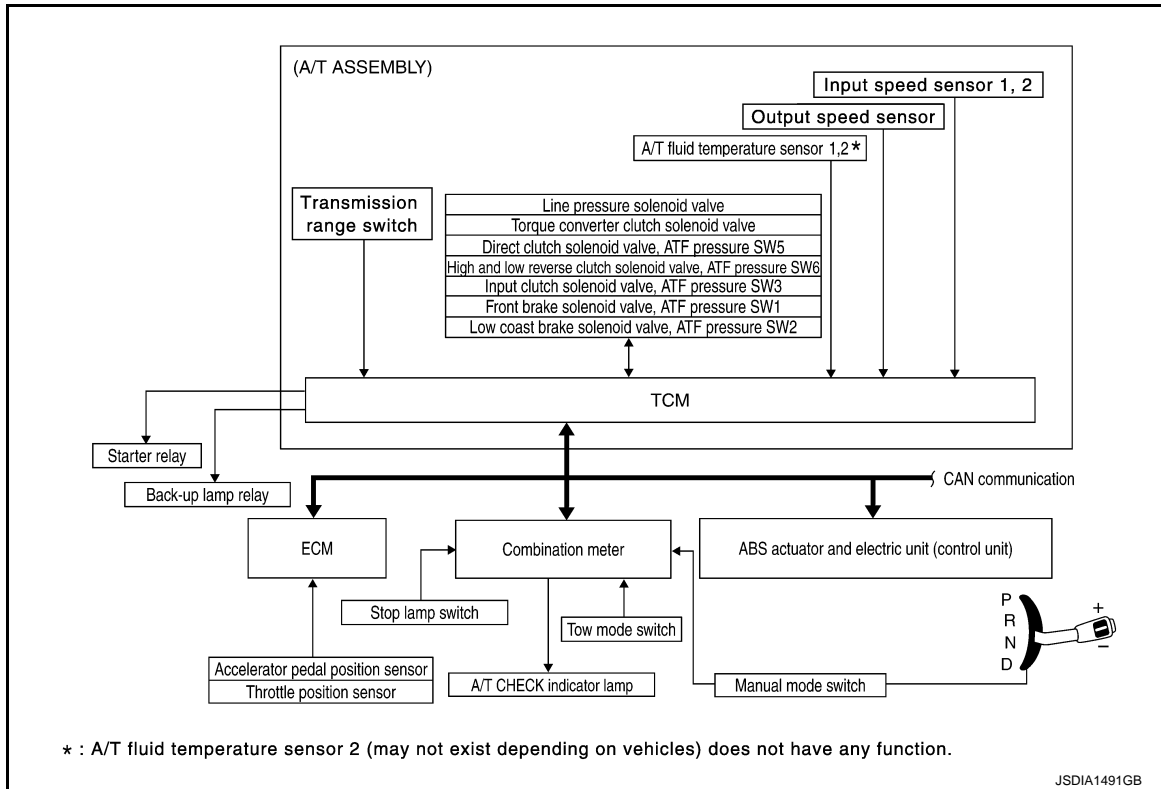 (A/T ASSEMBLY)
Input speed sensor 1, 2
Output speed sensor
A/T fluid temperature sensor 1,2*
Transmission
range switch
Line pressure solenoid valve
Torque converter clutch solenoid valve
Direct clutch solenoid valve, ATF pressure SW5
High and low reverse clutch solenoid valve, ATF pressure SW6
Input clutch solenoid valve, ATF pressure SW3
Front brake solenoid valve, ATF pressure SW1
Low coast brake solenoid valve, ATF pressure SW2
TCM
Starter relay
Back-up lamp relay
CAN communication
ECM
Combination meter
ABS actuator and electric unit (control unit)
Stop lamp switch
Tow mode switch
P
R
N
D
+
−
Accelerator pedal position sensor
Throttle position sensor
A/T CHECK indicator lamp
Manual mode switch
* : A/T fluid temperature sensor 2 (may not exist depending on vehicles) does not have any function.
JSDIA1491GB